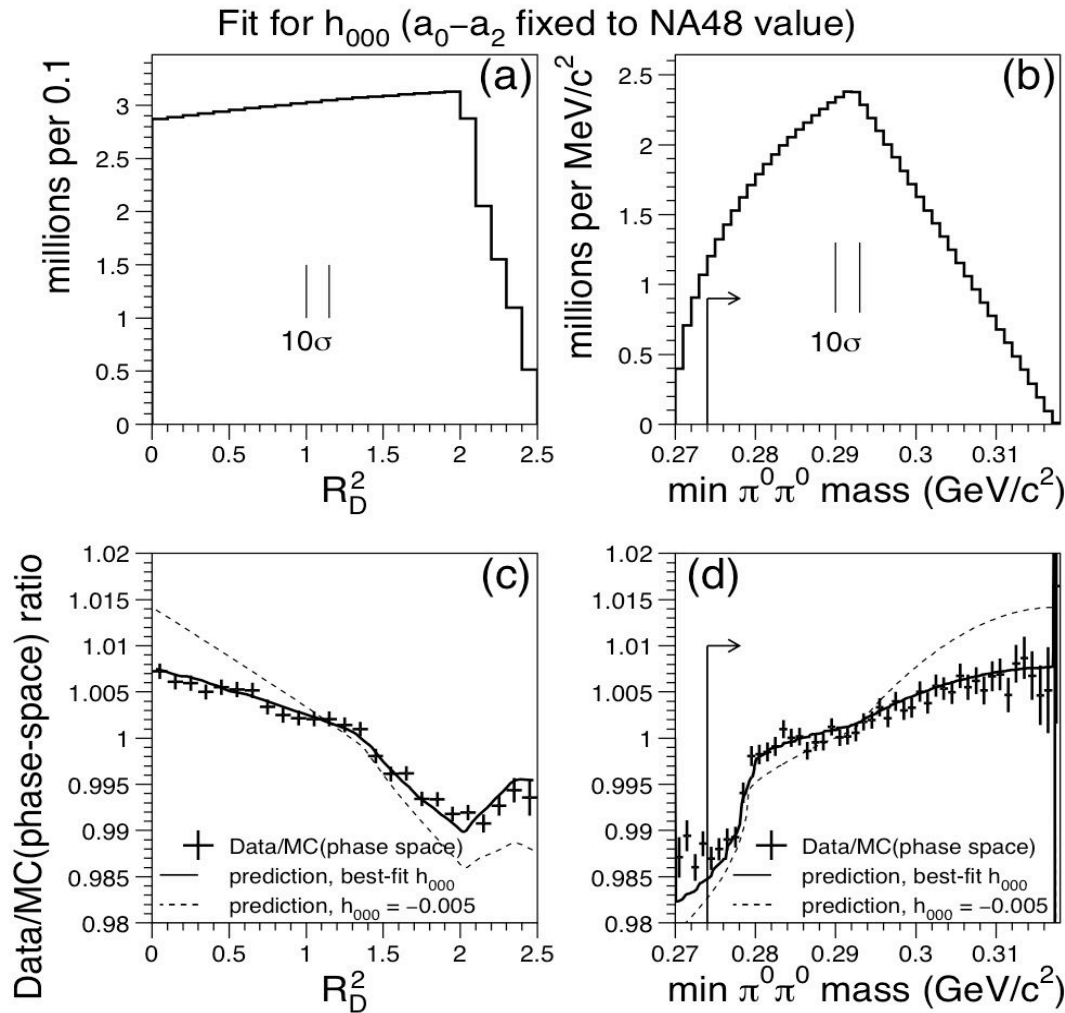 Fit for h₀₀₀ (a₀−a₂ fixed to NA48 value)
(a)
millions per 0.1
3
2.5
2
1.5
1
0.5
0
10σ
0 0.5 1 1.5 2 2.5
R_D²
(b)
millions per MeV/c²
2.5
2
1.5
1
0.5
0
10σ
0.27 0.28 0.29 0.3 0.31
min π⁰π⁰ mass (GeV/c²)
(c)
Data/MC(phase-space) ratio
1.02
1.015
1.01
1.005
1
0.995
0.99
0.985
0.98
Data/MC(phase space)
prediction, best-fit h₀₀₀
prediction, h₀₀₀ = −0.005
0 0.5 1 1.5 2 2.5
R_D²
(d)
1.02
1.015
1.01
1.005
1
0.995
0.99
0.985
0.98
Data/MC(phase space)
prediction, best-fit h₀₀₀
prediction, h₀₀₀ = −0.005
0.27 0.28 0.29 0.3 0.31
min π⁰π⁰ mass (GeV/c²)